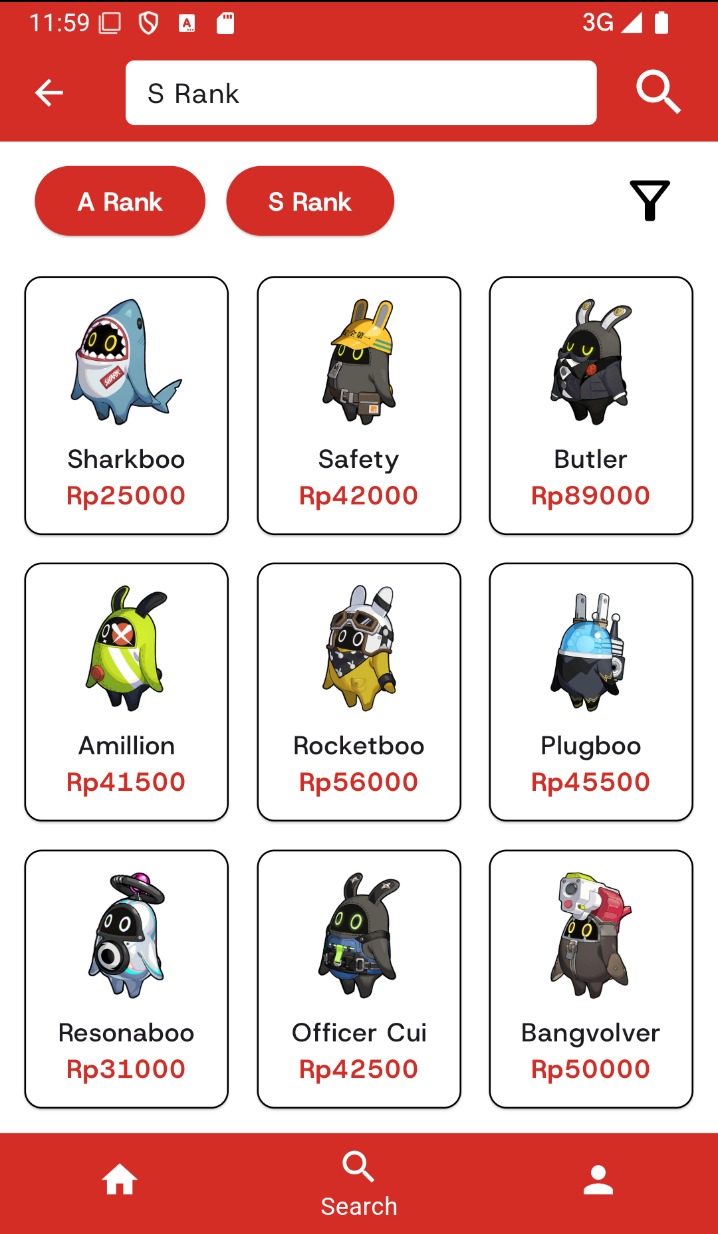 11:59
3G
S Rank
A Rank
S Rank
SHARK
Sharkboo
Rp25000
Safety
Rp42000
Butler
Rp89000
Amillion
Rp41500
Rocketboo
Rp56000
Plugboo
Rp45500
Resonaboo
Rp31000
Officer Cui
Rp42500
Bangvolver
Rp50000
Search